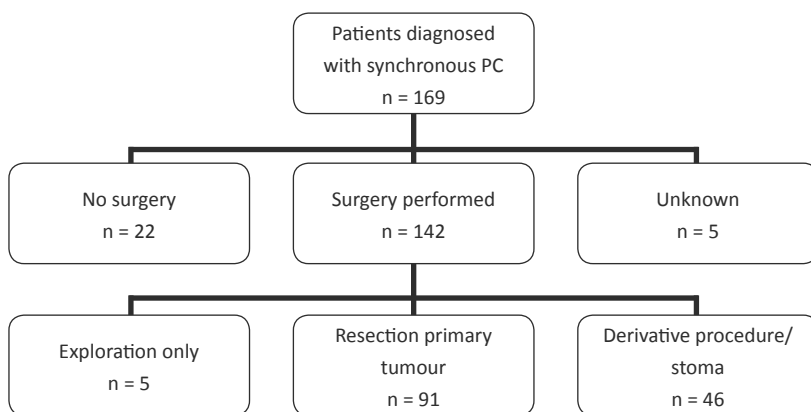 Patients diagnosed
with synchronous PC
n = 169
No surgery
n = 22
Surgery performed
n = 142
Unknown
n = 5
Exploration only
n = 5
Resection primary
tumour
n = 91
Derivative procedure/
stoma
n = 46